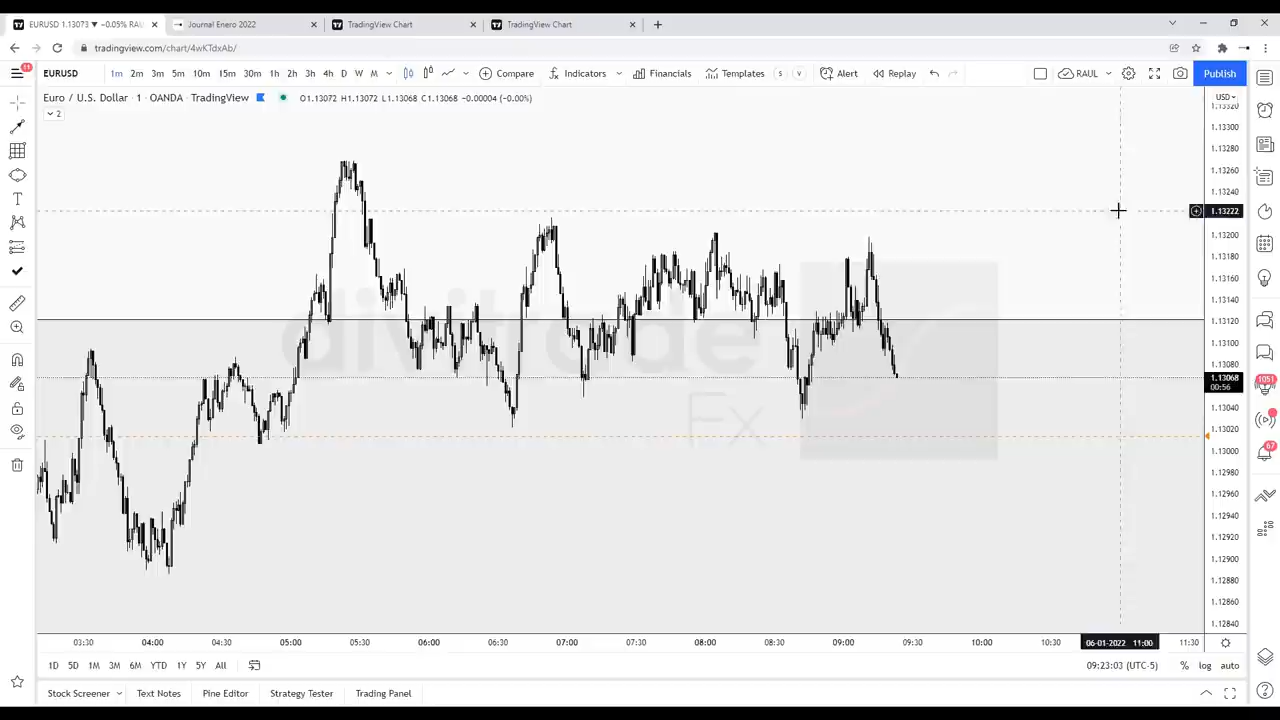 EURUSD 1.13073 ▼ −0.05% RAU
Journal Enero 2022
TradingView Chart
TradingView Chart
tradingview.com/chart/4wKTdxAb/
11
EURUSD 1m 2m 3m 5m 10m 15m 30m 1h 2h 3h 4h D W M Compare Indicators Financials Templates S V Alert Replay RAUL Publish
Euro / U.S. Dollar · 1 · OANDA · TradingView O1.13072 H1.13072 L1.13068 C1.13068 −0.00004 (−0.00%)
USD
2
1.13320
1.13300
1.13280
1.13260
1.13240
1.13222
1.13200
1.13180
1.13160
1.13140
1.13120
1.13100
1.13080
1.13068
00:56
1.13040
1.13020
1.13000
1.12980
1.12960
1.12940
1.12920
1.12900
1.12880
1.12860
1.12840
divitrade
Fx
1051
67
03:30 04:00 04:30 05:00 05:30 06:00 06:30 07:00 07:30 08:00 08:30 09:00 09:30 10:00 10:30 06-01-2022 11:00 11:30
1D 5D 1M 3M 6M YTD 1Y 5Y All 09:23:03 (UTC-5) % log auto
Stock Screener Text Notes Pine Editor Strategy Tester Trading Panel